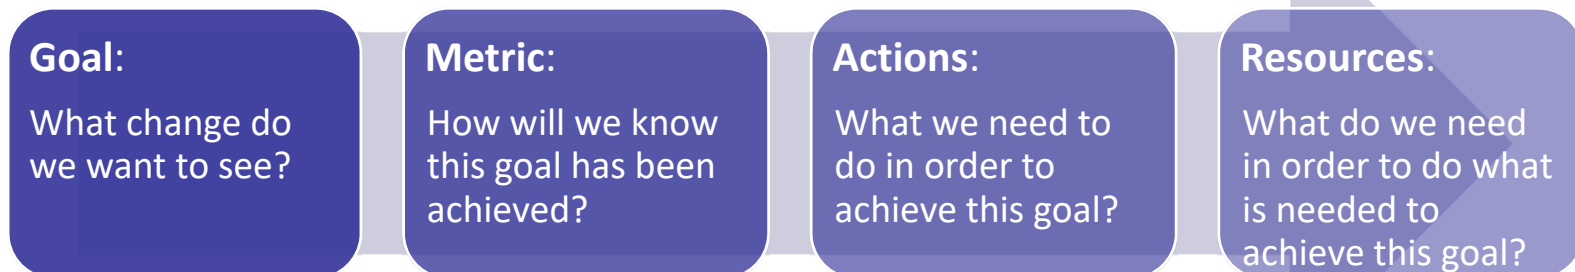 Goal:
What change do
we want to see?
Metric:
How will we know
this goal has been
achieved?
Actions:
What we need to
do in order to
achieve this goal?
Resources:
What do we need
in order to do what
is needed to
achieve this goal?